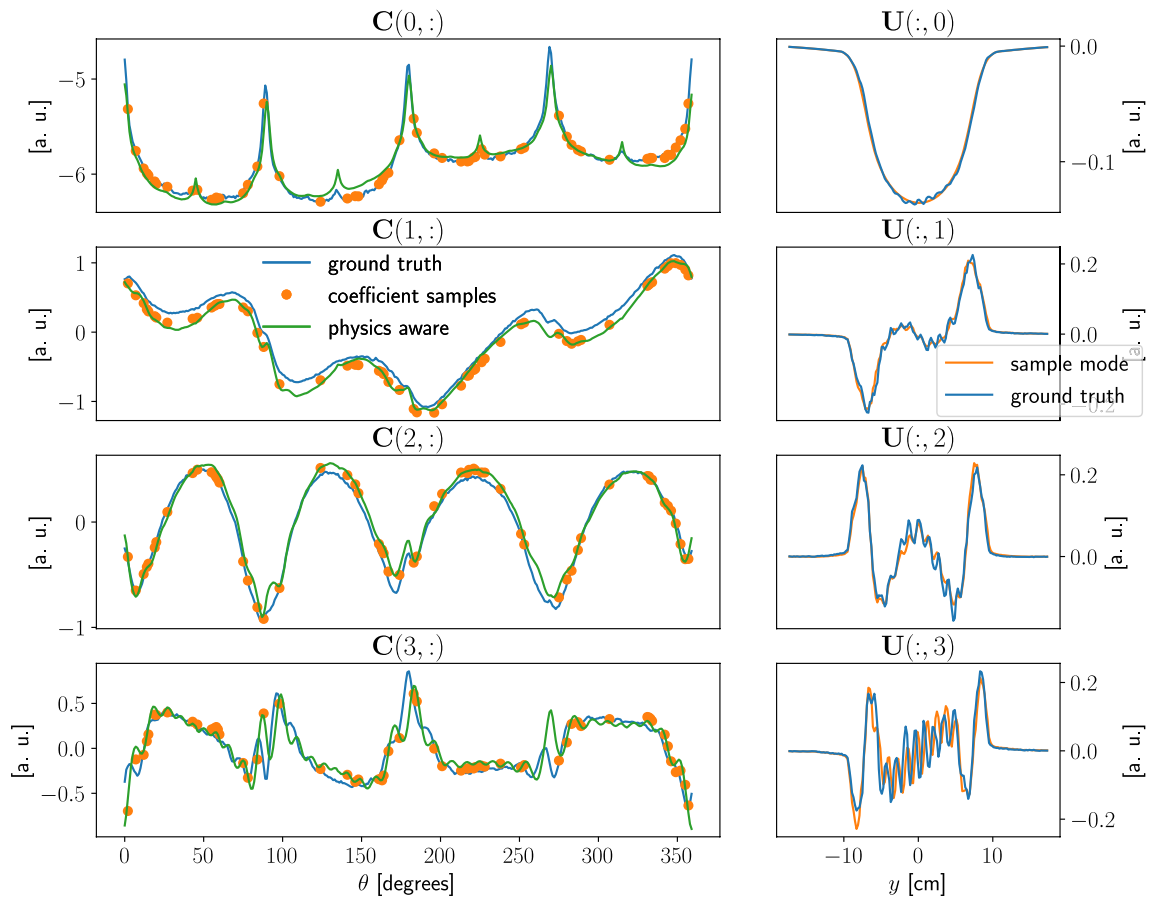 C(0, :)
U(:, 0)
−5
−6
[a. u.]
0.0
−0.1
[a. u.]
C(1, :)
U(:, 1)
1
0
−1
[a. u.]
ground truth
coefficient samples
physics aware
0.2
0.0
−0.2
[a. u.]
sample mode
ground truth
C(2, :)
U(:, 2)
0
−1
[a. u.]
0.2
0.0
[a. u.]
C(3, :)
U(:, 3)
0.5
0.0
−0.5
[a. u.]
0.2
0.0
−0.2
[a. u.]
0 50 100 150 200 250 300 350
θ [degrees]
−10 0 10
y [cm]